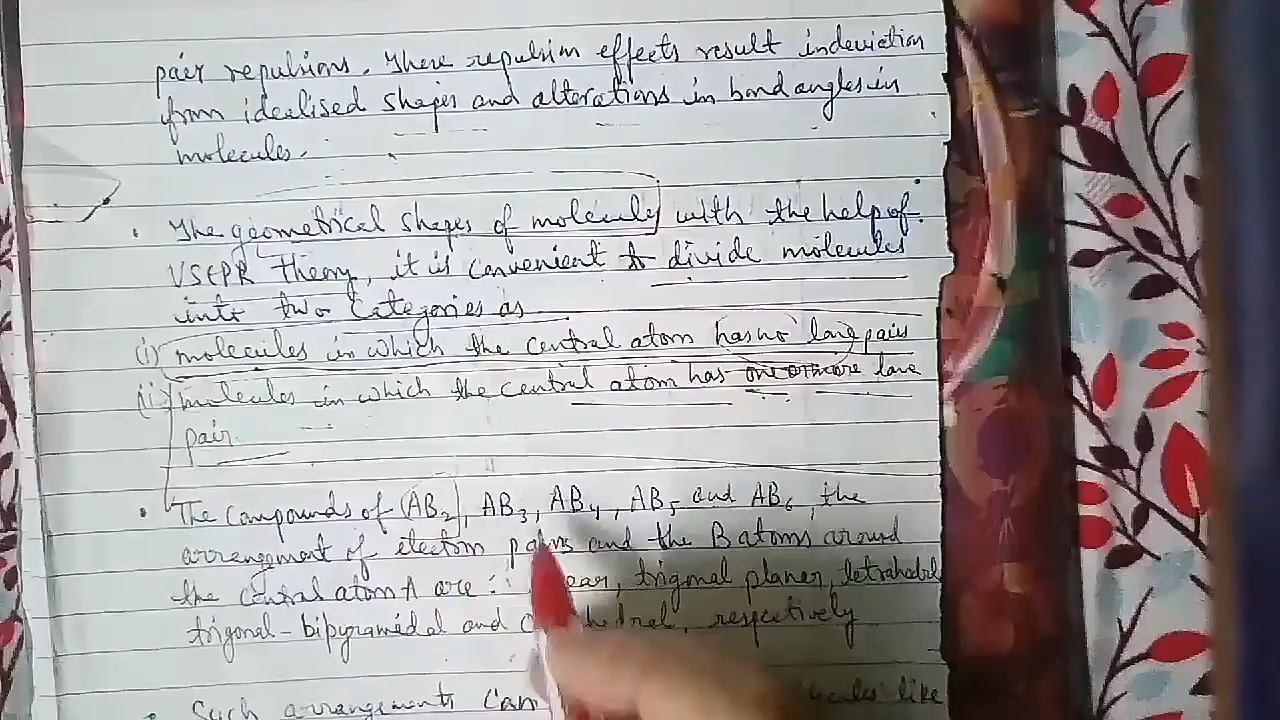 pair repulsions. There repulsion effects result in deviation
from idealised shapes and alterations in bond angles in
molecules.
• The geometrical shapes of molecules with the help of
VSEPR theory, it is convenient to divide molecules
into two categories as
(i) molecules in which the central atom has no lone pairs
(ii) molecules in which the central atom has one or more lone
pair.
• The compounds of AB2, AB3, AB4, AB5 and AB6, the
arrangement of electron pairs and the B atoms around
the central atom A are :
trigonal planer, tetrahedral
trigonal-bipyramidal and
respectively
• Such arrangements can
like